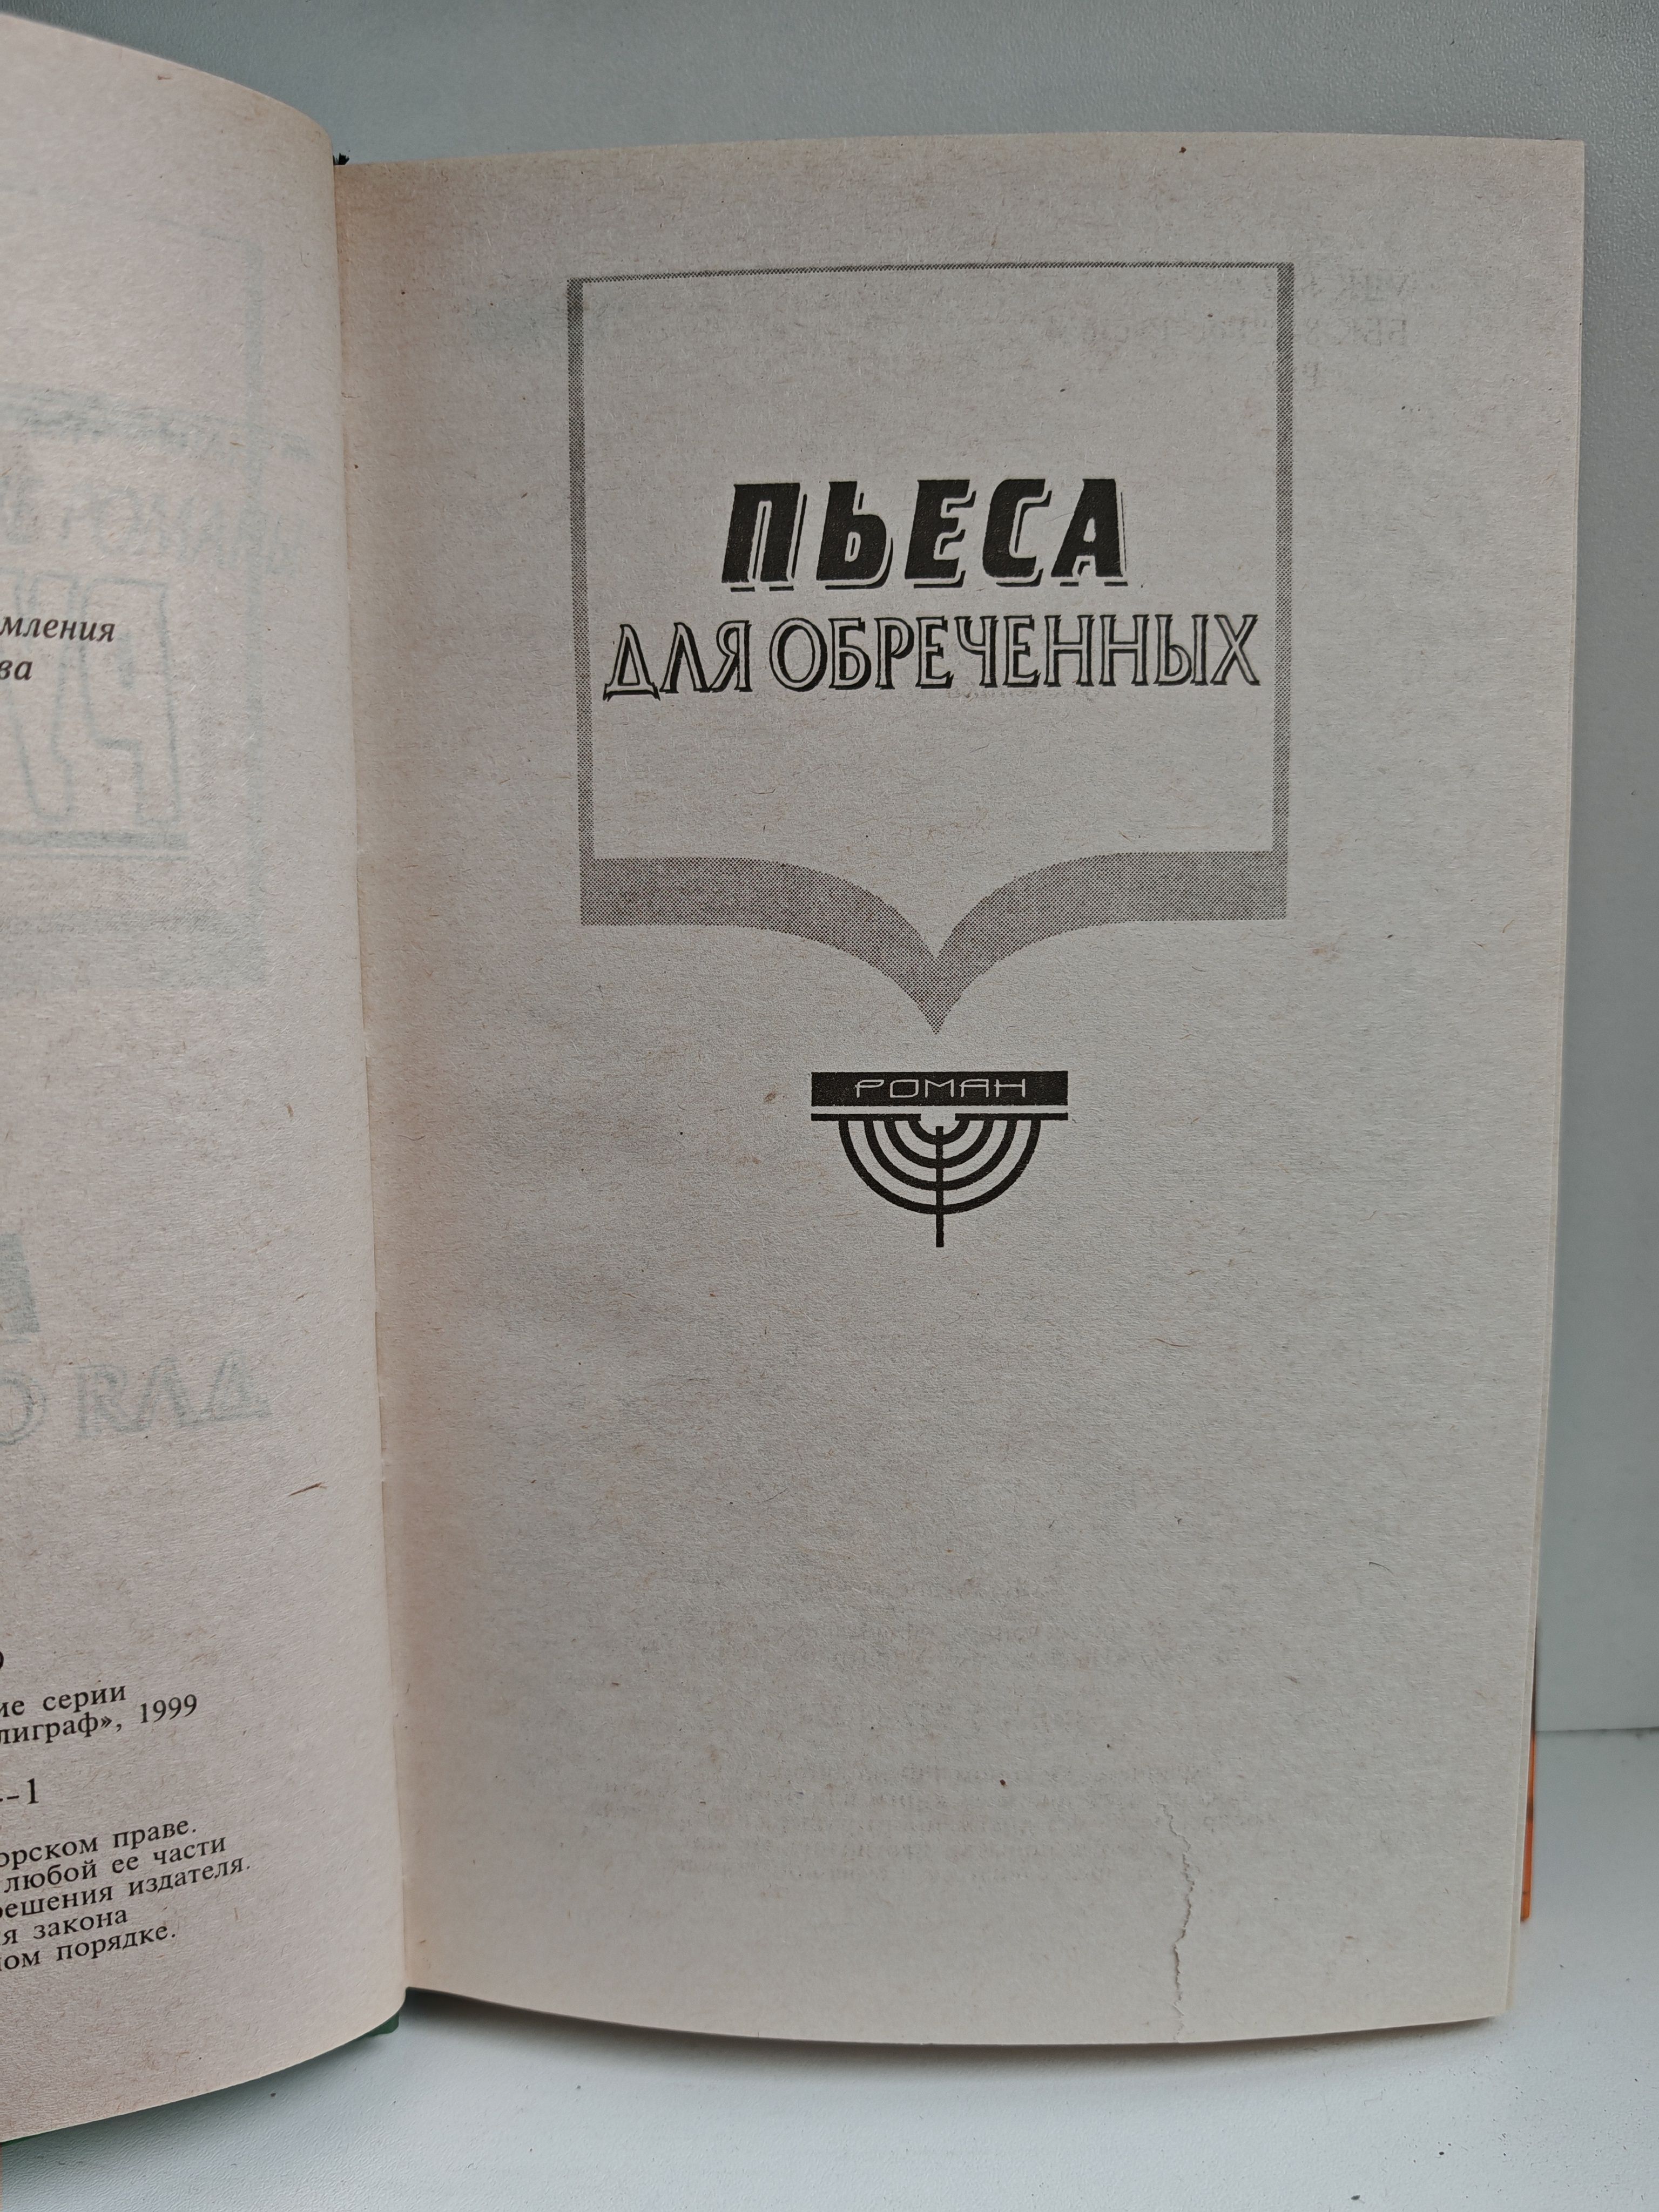 мления
ва
ие серии
лиграф», 1999
-1
орском праве.
любой ее части
решения издателя.
я закона
ом порядке.
ПЬЕСА
ДЛЯ ОБРЕЧЕННЫХ
РОМАН